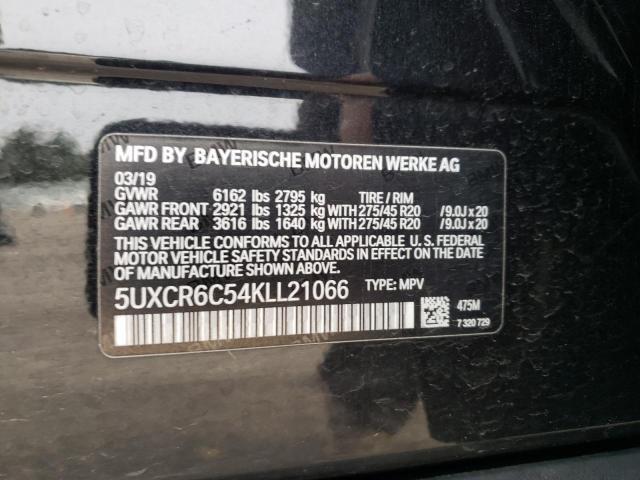 MFD BY BAYERISCHE MOTOREN WERKE AG
03/19
GVWR 6162 lbs 2795 kg TIRE / RIM
GAWR FRONT 2921 lbs 1325 kg WITH 275/45 R20 /9.0J x 20
GAWR REAR 3616 lbs 1640 kg WITH 275/45 R20 /9.0J x 20
THIS VEHICLE CONFORMS TO ALL APPLICABLE U. S. FEDERAL
MOTOR VEHICLE SAFETY STANDARDS IN EFFECT ON THE
DATE OF MANUFACTURE SHOWN ABOVE.
5UXCR6C54KLL21066 TYPE: MPV
475M
7 320 729